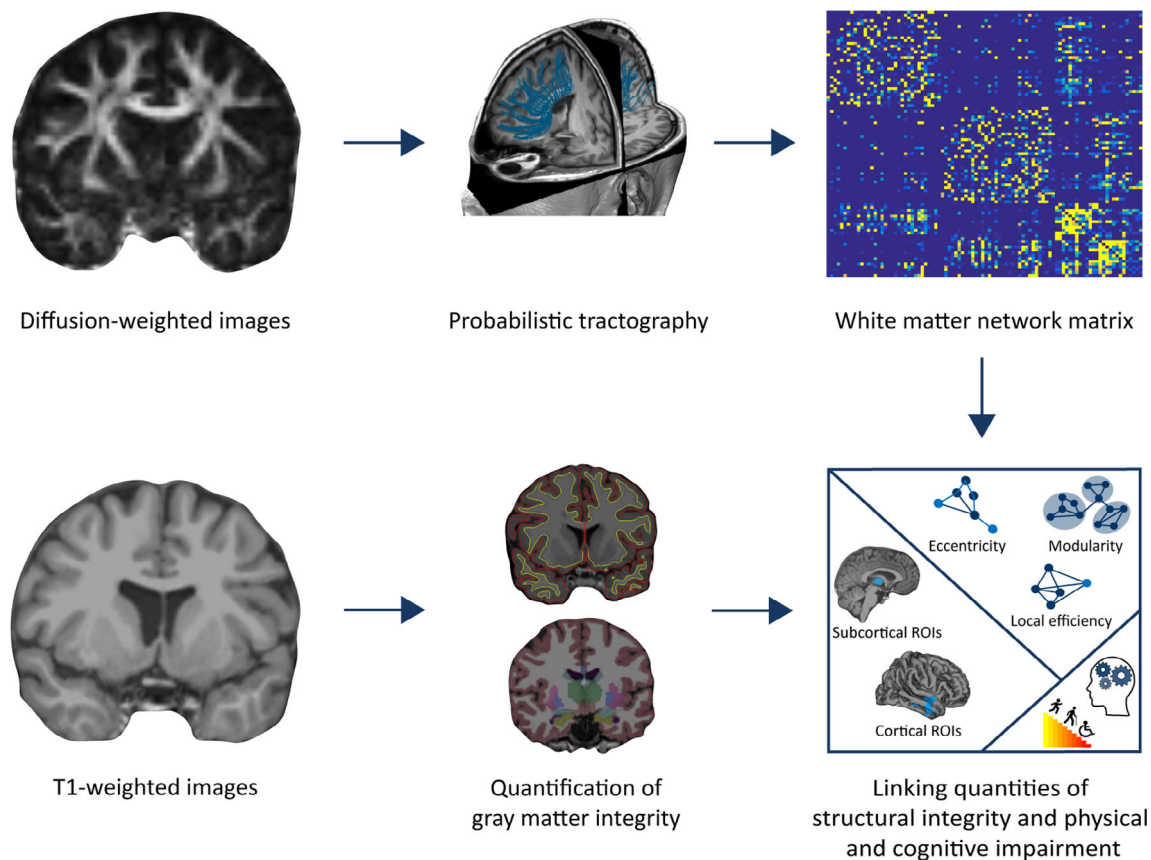 Diffusion-weighted images
Probabilistic tractography
White matter network matrix
Eccentricity
Modularity
Local efficiency
Subcortical ROIs
Cortical ROIs
T1-weighted images
Quantification of
gray matter integrity
Linking quantities of
structural integrity and physical
and cognitive impairment